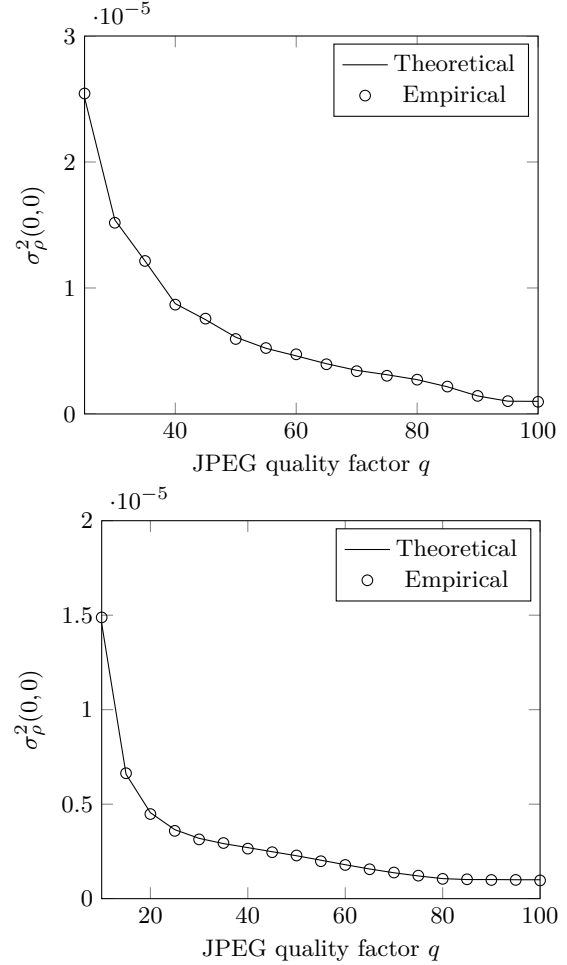 ·10⁻⁵
3
2
1
0
σ²ρ(0,0)
Theoretical
Empirical
40 60 80 100
JPEG quality factor q
·10⁻⁵
2
1.5
1
0.5
0
σ²ρ(0,0)
Theoretical
Empirical
20 40 60 80 100
JPEG quality factor q